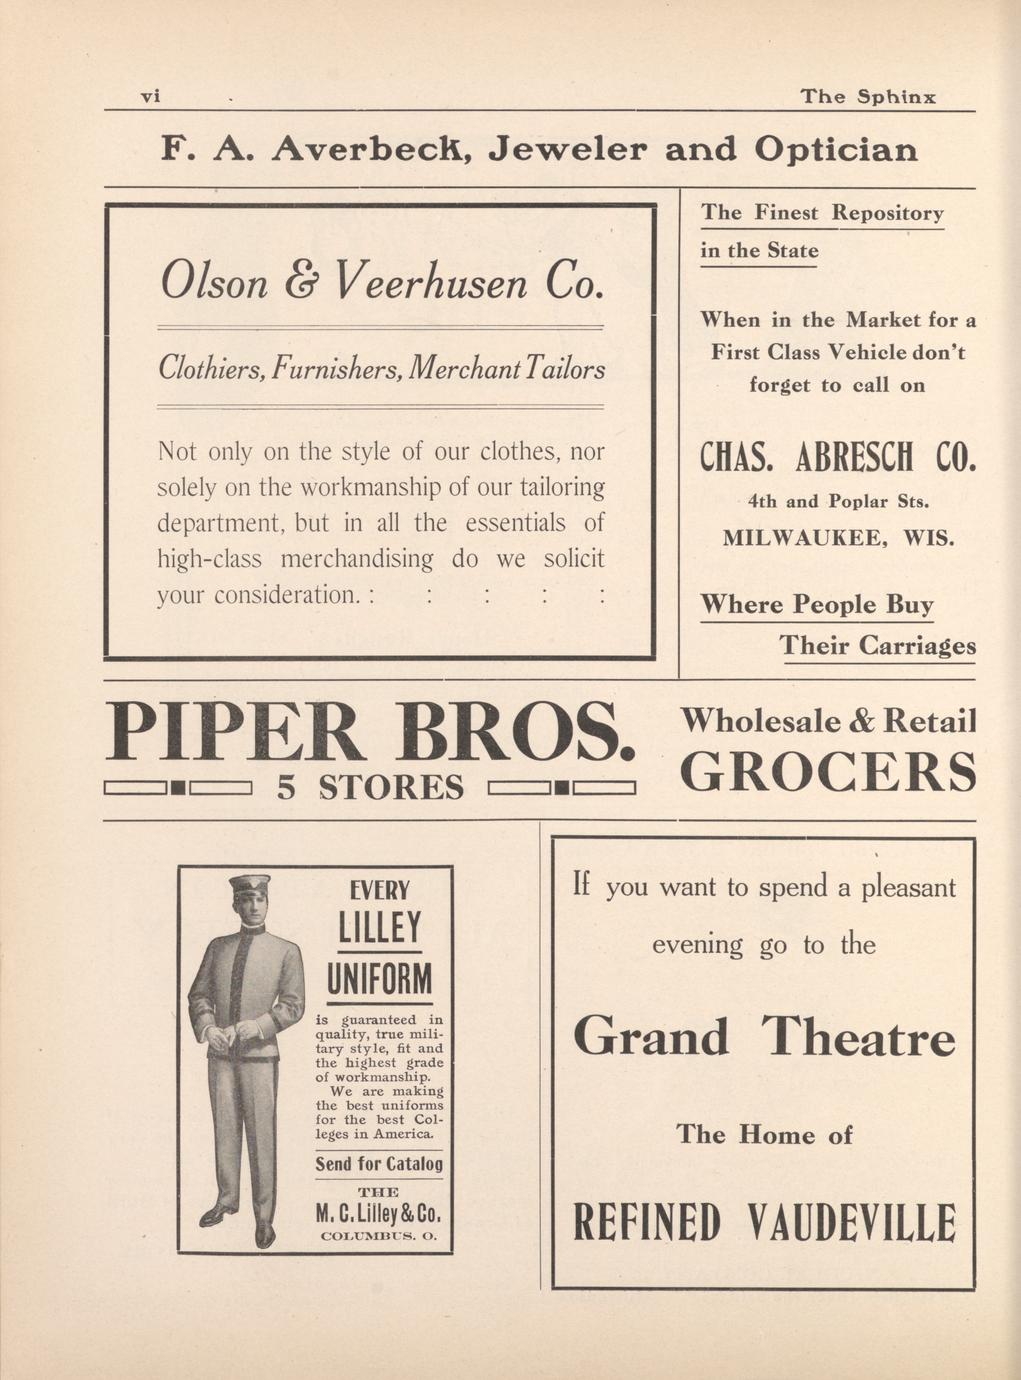 vi
The Sphinx
F. A. Averbeck, Jeweler and Optician
Olson & Veerhusen Co.
Clothiers, Furnishers, Merchant Tailors
Not only on the style of our clothes, nor
solely on the workmanship of our tailoring
department, but in all the essentials of
high-class merchandising do we solicit
your consideration. : : : : :
The Finest Repository
in the State
When in the Market for a
First Class Vehicle don't
forget to call on
CHAS. ABRESCH CO.
4th and Poplar Sts.
MILWAUKEE, WIS.
Where People Buy
Their Carriages
PIPER BROS.
5 STORES
Wholesale & Retail
GROCERS
EVERY
LILLEY
UNIFORM
is guaranteed in
quality, true mili-
tary style, fit and
the highest grade
of workmanship.
We are making
the best uniforms
for the best Col-
leges in America.
Send for Catalog
THE
M. C. Lilley & Co.
COLUMBUS. O.
If you want to spend a pleasant
evening go to the
Grand Theatre
The Home of
REFINED VAUDEVILLE